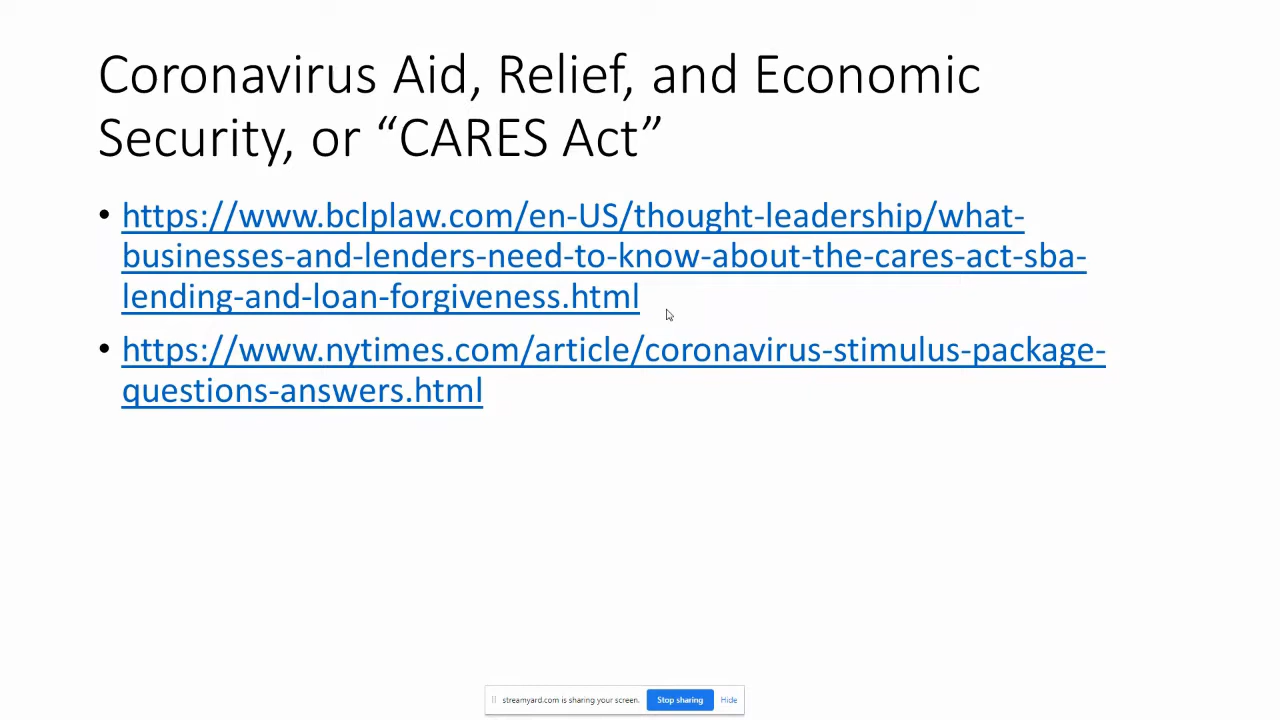 Coronavirus Aid, Relief, and Economic
Security, or “CARES Act”
• https://www.bclplaw.com/en-US/thought-leadership/what-
businesses-and-lenders-need-to-know-about-the-cares-act-sba-
lending-and-loan-forgiveness.html
• https://www.nytimes.com/article/coronavirus-stimulus-package-
questions-answers.html
streamyard.com is sharing your screen. Stop sharing Hide